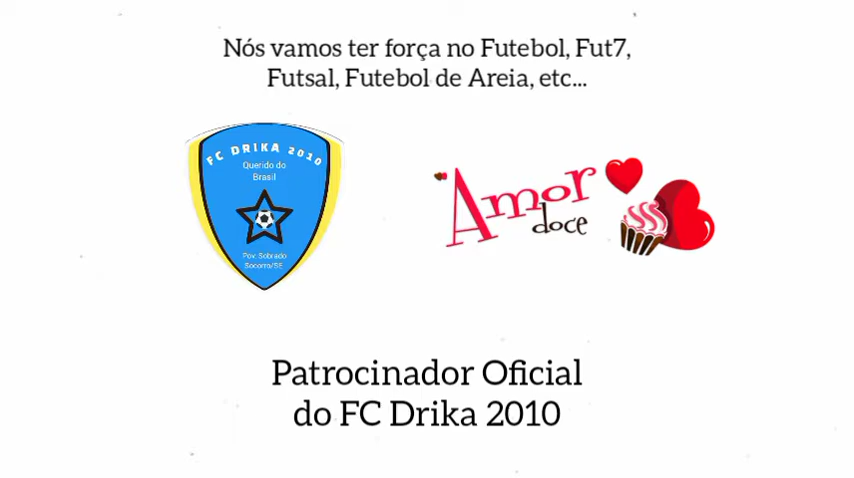 Nós vamos ter força no Futebol, Fut7,
Futsal, Futebol de Areia, etc...
FC DRIKA 2010
Querido do
Brasil
Pov. Sobrado
Socorro/SE
Amor
doce
Patrocinador Oficial
do FC Drika 2010